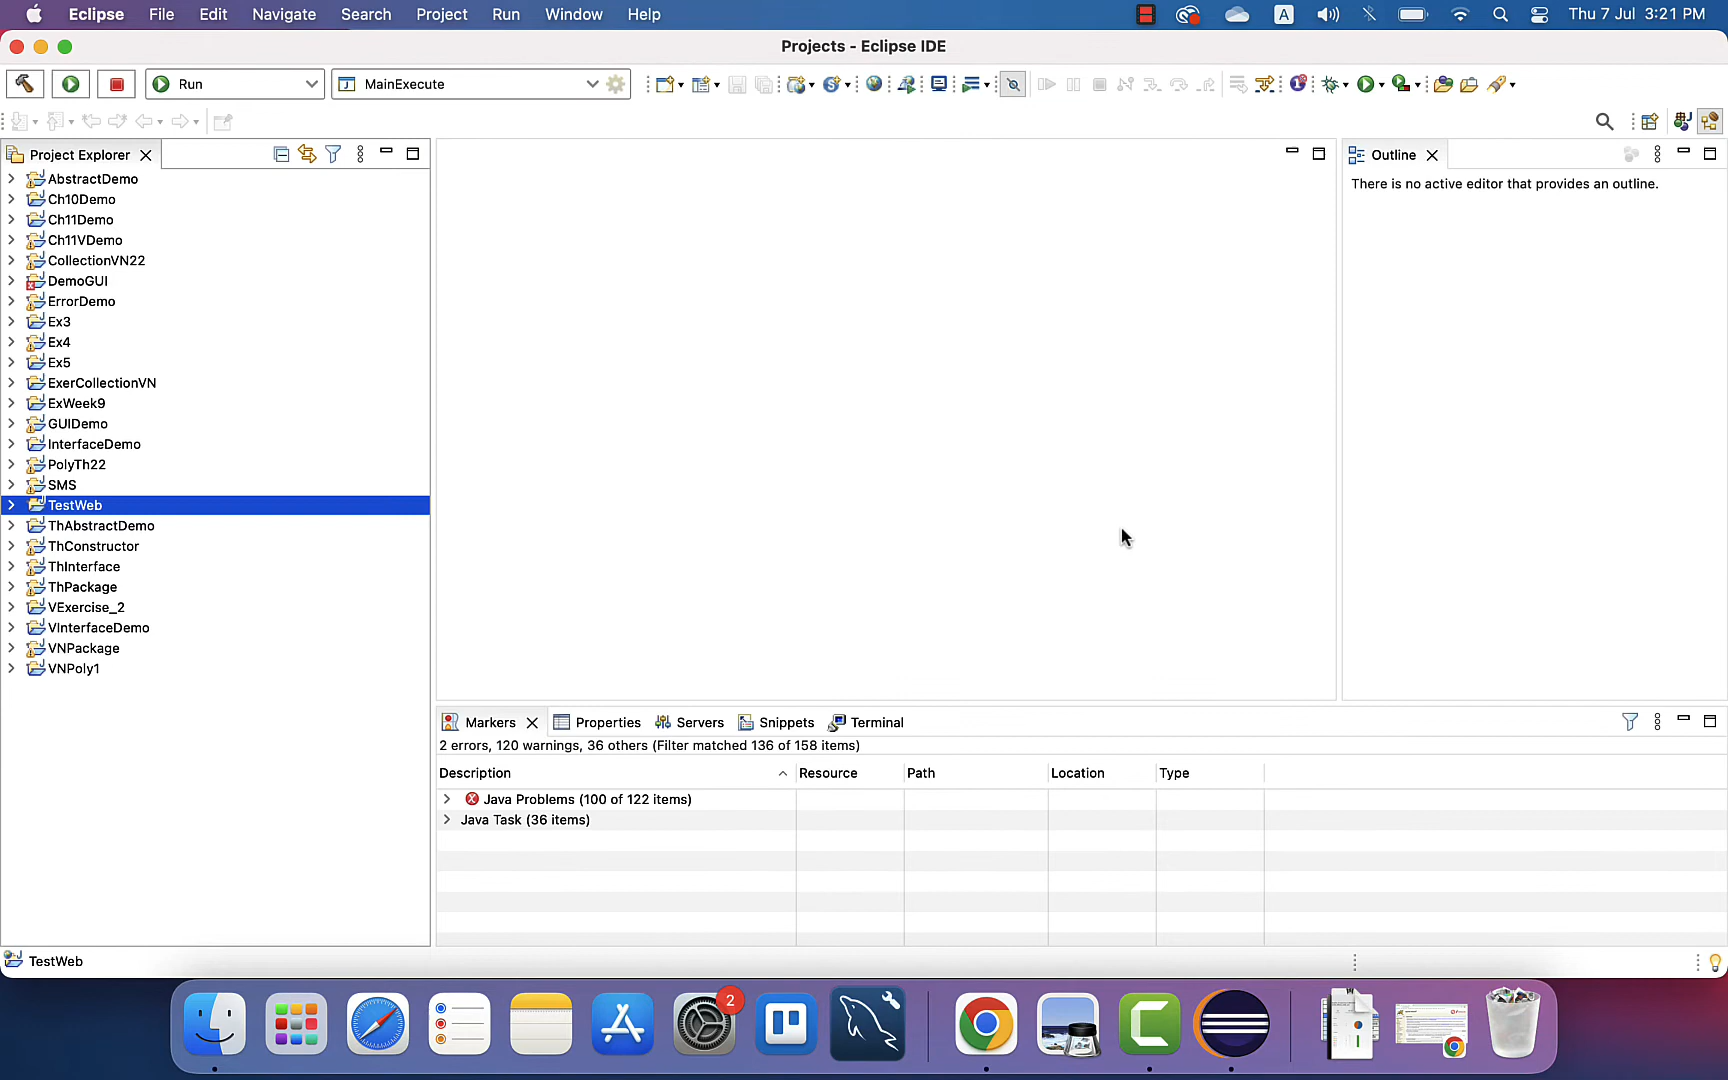 Eclipse File Edit Navigate Search Project Run Window Help
A
Thu 7 Jul 3:21 PM
Projects - Eclipse IDE
Run
MainExecute
Project Explorer
AbstractDemo
Ch10Demo
Ch11Demo
Ch11VDemo
CollectionVN22
DemoGUI
ErrorDemo
Ex3
Ex4
Ex5
ExerCollectionVN
ExWeek9
GUIDemo
InterfaceDemo
PolyTh22
SMS
TestWeb
ThAbstractDemo
ThConstructor
ThInterface
ThPackage
VExercise_2
VInterfaceDemo
VNPackage
VNPoly1
Outline
There is no active editor that provides an outline.
Markers Properties Servers Snippets Terminal
2 errors, 120 warnings, 36 others (Filter matched 136 of 158 items)
Description Resource Path Location Type
Java Problems (100 of 122 items)
Java Task (36 items)
TestWeb
2